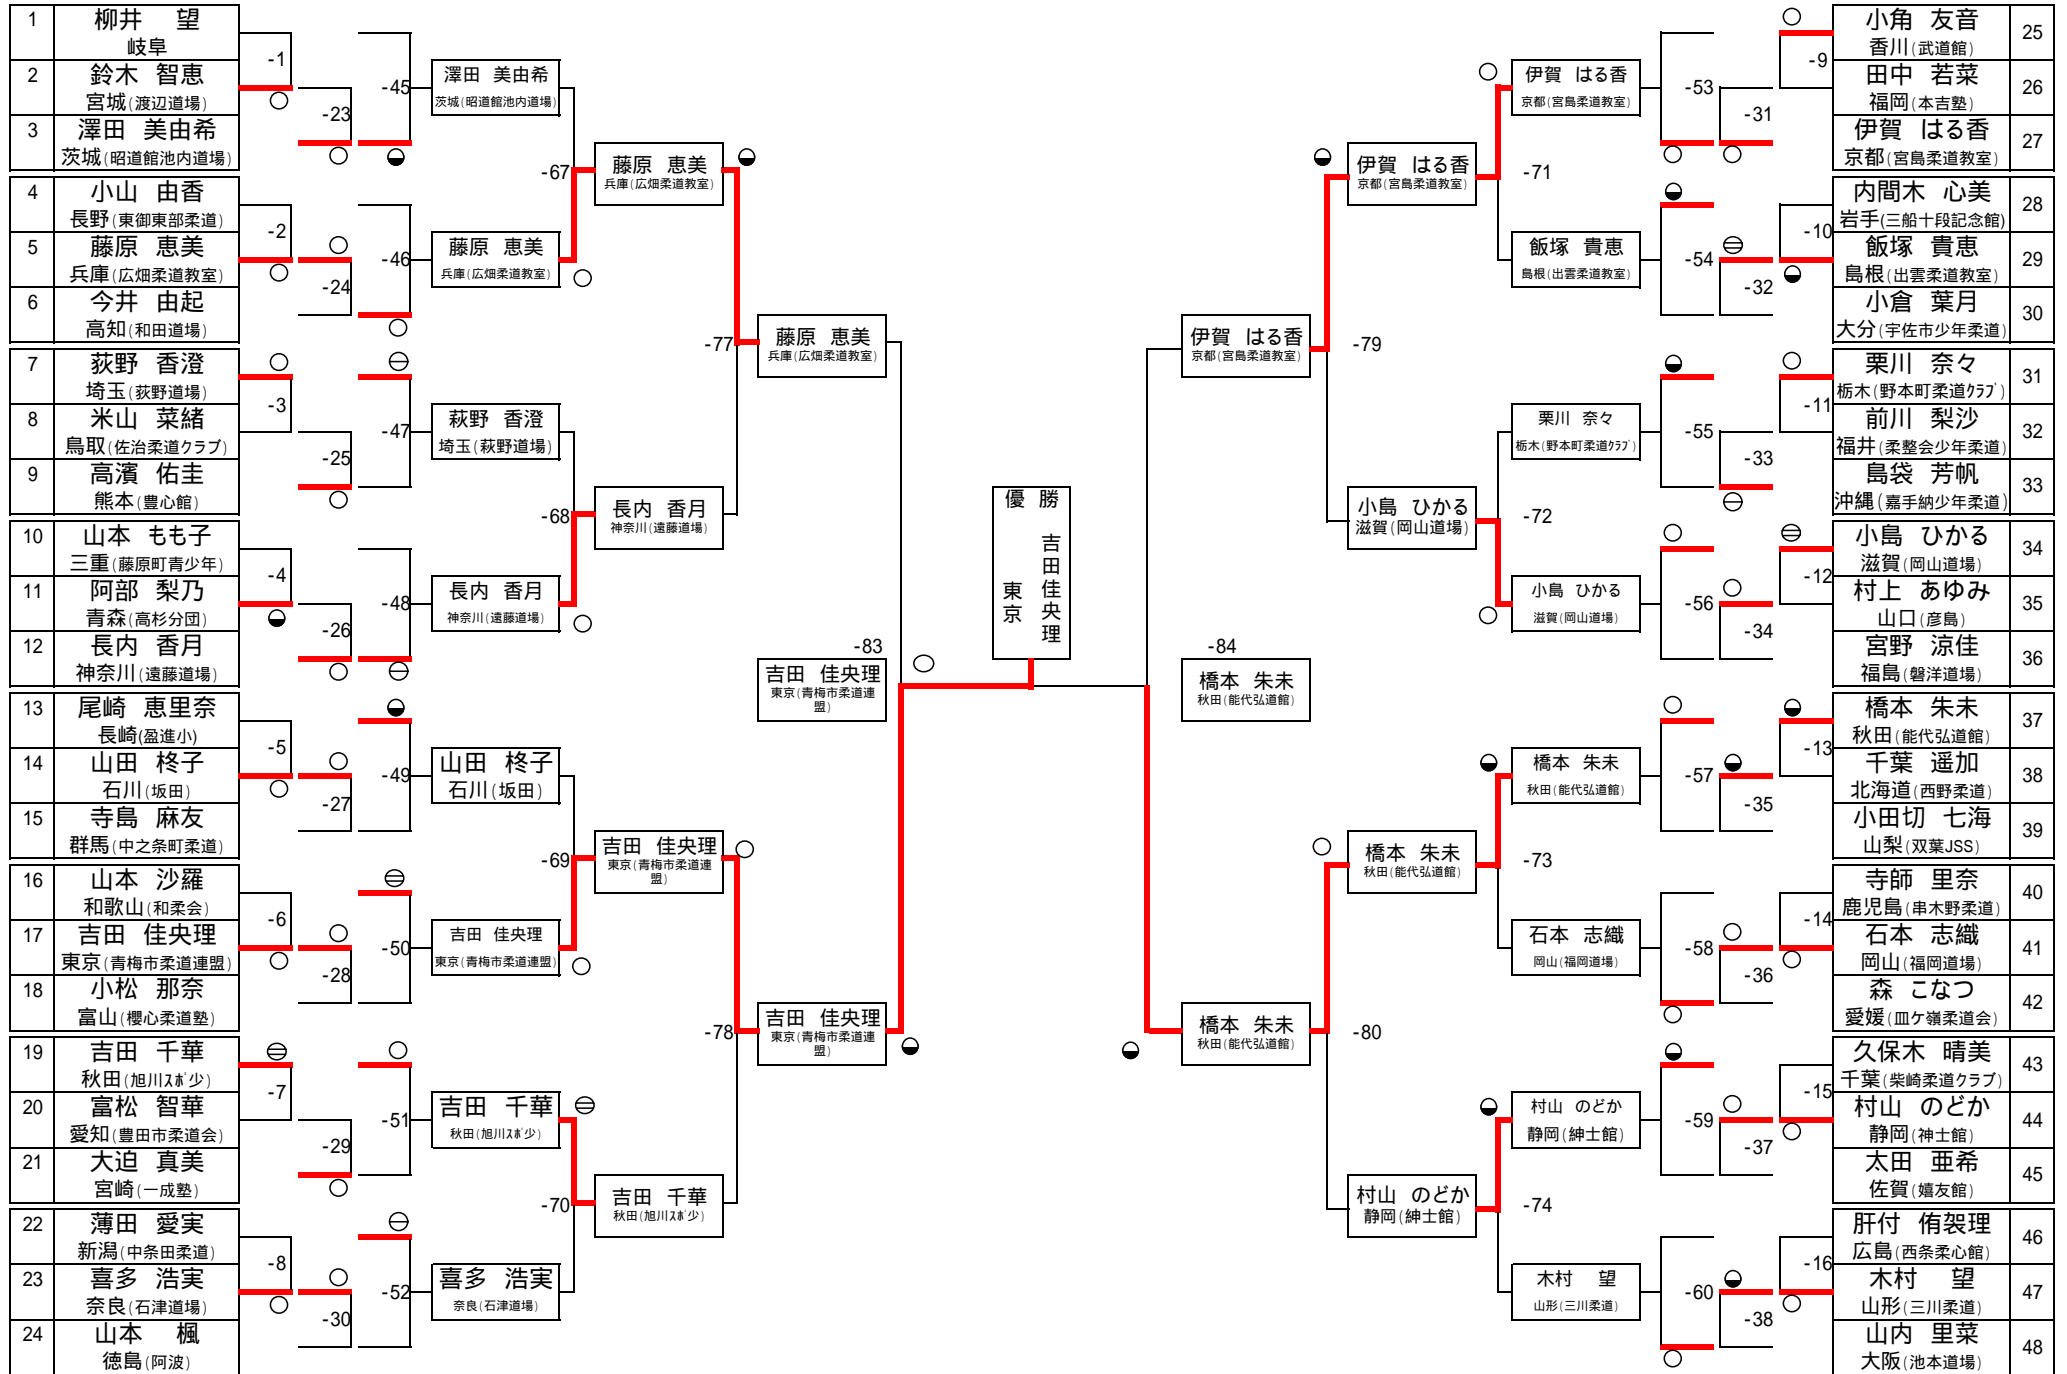 1
柳井 望
岐阜
2
鈴木 智恵
宮城(渡辺道場)
3
澤田 美由希
茨城(昭道館池内道場)
4
小山 由香
長野(東御東部柔道)
5
藤原 恵美
兵庫(広畑柔道教室)
6
今井 由起
高知(和田道場)
7
荻野 香澄
埼玉(荻野道場)
8
米山 菜緒
鳥取(佐治柔道クラブ)
9
高濱 佑圭
熊本(豊心館)
10
山本 もも子
三重(藤原町青少年)
11
阿部 梨乃
青森(高杉分団)
12
長内 香月
神奈川(遠藤道場)
13
尾崎 恵里奈
長崎(盈進小)
14
山田 柊子
石川(坂田)
15
寺島 麻友
群馬(中之条町柔道)
16
山本 沙羅
和歌山(和柔会)
17
吉田 佳央理
東京(青梅市柔道連盟)
18
小松 那奈
富山(櫻心柔道塾)
19
吉田 千華
秋田(旭川スポ少)
20
富松 智華
愛知(豊田市柔道会)
21
大迫 真美
宮崎(一成塾)
22
薄田 愛実
新潟(中条田柔道)
23
喜多 浩実
奈良(石津道場)
24
山本 楓
徳島(阿波)
-1
-2
-3
-4
-5
-6
-7
-8
-23
-24
-25
-26
-27
-28
-29
-30
-45
-46
-47
-48
-49
-50
-51
-52
澤田 美由希
茨城(昭道館池内道場)
藤原 恵美
兵庫(広畑柔道教室)
萩野 香澄
埼玉(萩野道場)
長内 香月
神奈川(遠藤道場)
山田 柊子
石川(坂田)
吉田 佳央理
東京(青梅市柔道連盟)
吉田 千華
秋田(旭川スポ少)
喜多 浩実
奈良(石津道場)
-67
-68
-69
-70
藤原 恵美
兵庫(広畑柔道教室)
長内 香月
神奈川(遠藤道場)
吉田 佳央理
東京(青梅市柔道連
盟)
吉田 千華
秋田(旭川スポ少)
-77
-78
藤原 恵美
兵庫(広畑柔道教室)
吉田 佳央理
東京(青梅市柔道連
盟)
-83
吉田 佳央理
東京(青梅市柔道連
盟)
優 勝
吉田佳央理
東京
-84
橋本 朱未
秋田(能代弘道館)
伊賀 はる香
京都(宮島柔道教室)
橋本 朱未
秋田(能代弘道館)
-79
-80
伊賀 はる香
京都(宮島柔道教室)
小島 ひかる
滋賀(岡山道場)
橋本 朱未
秋田(能代弘道館)
村山 のどか
静岡(紳士館)
-71
-72
-73
-74
伊賀 はる香
京都(宮島柔道教室)
飯塚 貴恵
島根(出雲柔道教室)
栗川 奈々
栃木(野本町柔道クラブ)
小島 ひかる
滋賀(岡山道場)
橋本 朱未
秋田(能代弘道館)
石本 志織
岡山(福岡道場)
村山 のどか
静岡(紳士館)
木村 望
山形(三川柔道)
-53
-54
-55
-56
-57
-58
-59
-60
-31
-32
-33
-34
-35
-36
-37
-38
-9
-10
-11
-12
-13
-14
-15
-16
小角 友音
香川(武道館)
25
田中 若菜
福岡(本吉塾)
26
伊賀 はる香
京都(宮島柔道教室)
27
内間木 心美
岩手(三船十段記念館)
28
飯塚 貴恵
島根(出雲柔道教室)
29
小倉 葉月
大分(宇佐市少年柔道)
30
栗川 奈々
栃木(野本町柔道クラブ)
31
前川 梨沙
福井(柔整会少年柔道)
32
島袋 芳帆
沖縄(嘉手納少年柔道)
33
小島 ひかる
滋賀(岡山道場)
34
村上 あゆみ
山口(彦島)
35
宮野 涼佳
福島(磐洋道場)
36
橋本 朱未
秋田(能代弘道館)
37
千葉 遥加
北海道(西野柔道)
38
小田切 七海
山梨(双葉JSS)
39
寺師 里奈
鹿児島(串木野柔道)
40
石本 志織
岡山(福岡道場)
41
森 こなつ
愛媛(皿ケ嶺柔道会)
42
久保木 晴美
千葉(柴崎柔道クラブ)
43
村山 のどか
静岡(神士館)
44
太田 亜希
佐賀(嬉友館)
45
肝付 侑袈理
広島(西条柔心館)
46
木村 望
山形(三川柔道)
47
山内 里菜
大阪(池本道場)
48